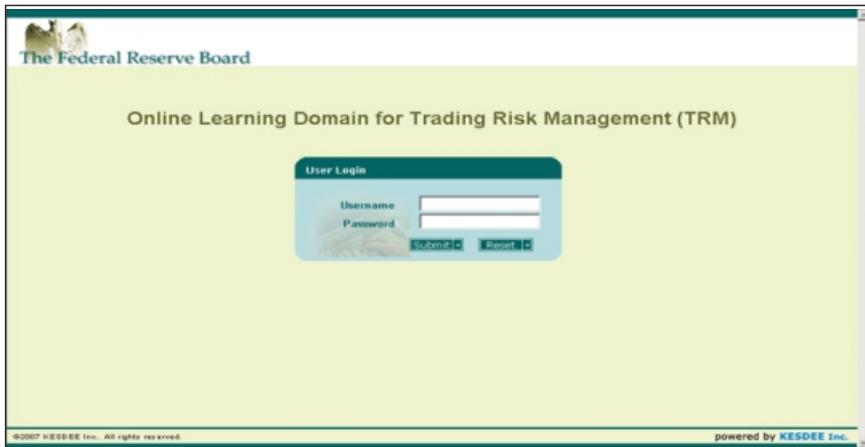 The Federal Reserve Board
Online Learning Domain for Trading Risk Management (TRM)
User Login
Username
Password
Submit
Reset
©2007 KESDEE Inc.. All rights reserved.
powered by KESDEE Inc.